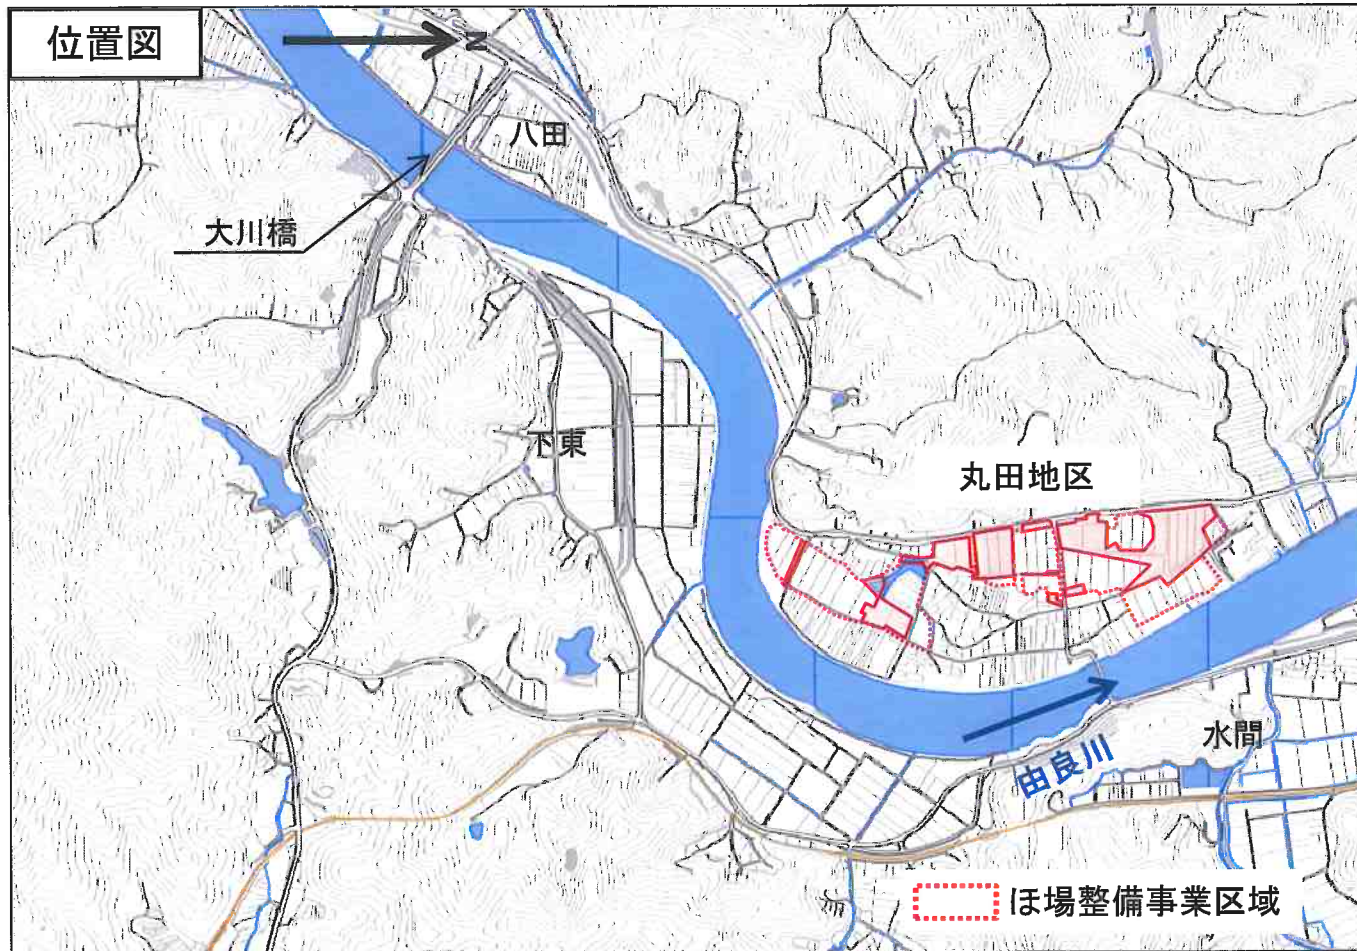 位置図
N
八田
大川橋
下東
丸田地区
水間
由良川
ほ場整備事業区域